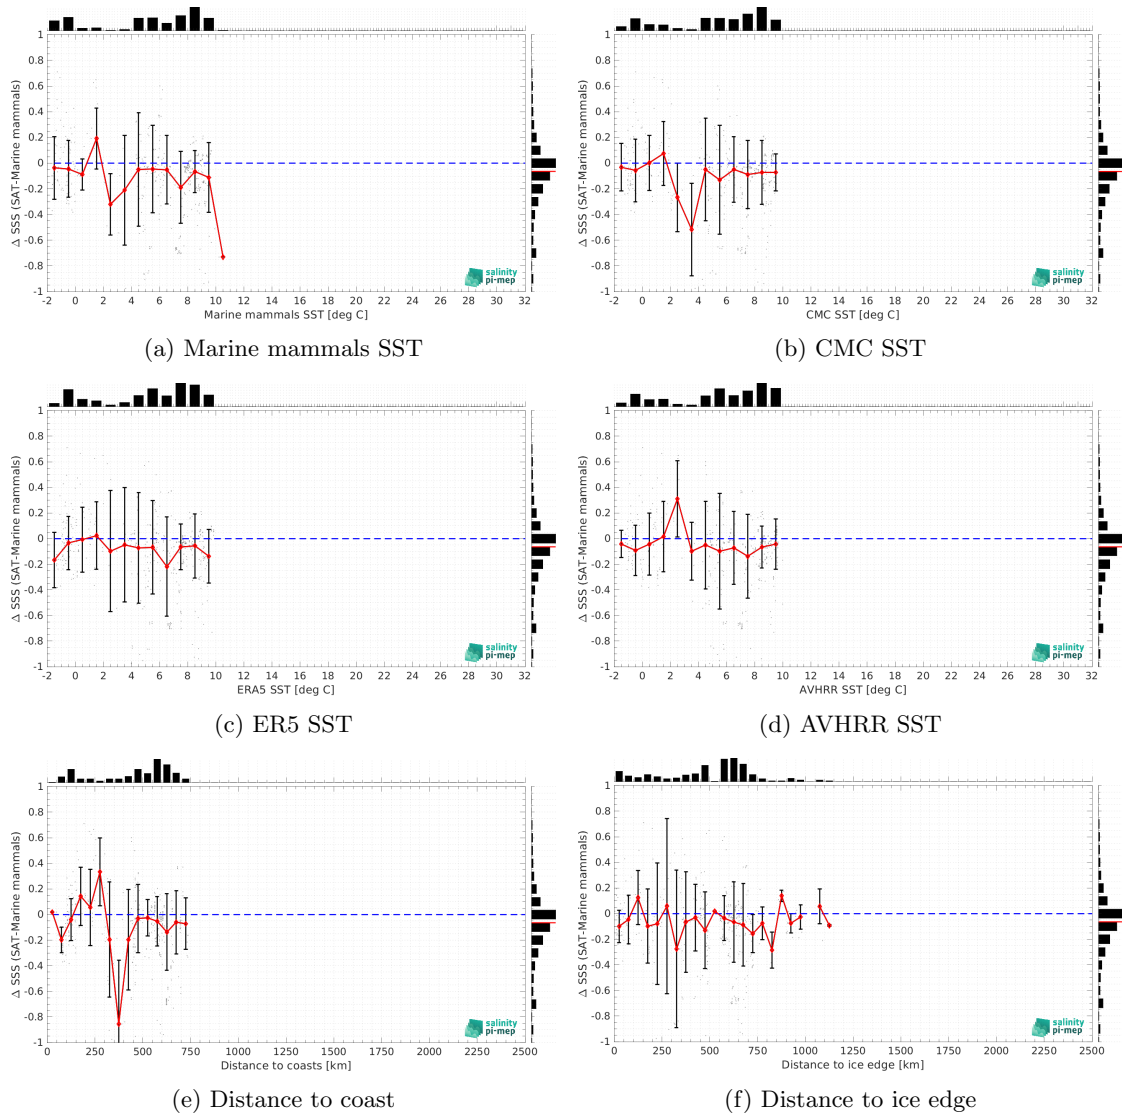 1
0.8
0.6
0.4
0.2
0
-0.2
-0.4
-0.6
-0.8
-1
Δ SSS (SAT-Marine mammals)
salinity
pi-mep
-2 0 2 4 6 8 10 12 14 16 18 20 22 24 26 28 30 32
Marine mammals SST [deg C]
(a) Marine mammals SST
1
0.8
0.6
0.4
0.2
0
-0.2
-0.4
-0.6
-0.8
-1
Δ SSS (SAT-Marine mammals)
salinity
pi-mep
-2 0 2 4 6 8 10 12 14 16 18 20 22 24 26 28 30 32
CMC SST [deg C]
(b) CMC SST
1
0.8
0.6
0.4
0.2
0
-0.2
-0.4
-0.6
-0.8
-1
Δ SSS (SAT-Marine mammals)
salinity
pi-mep
-2 0 2 4 6 8 10 12 14 16 18 20 22 24 26 28 30 32
ERA5 SST [deg C]
(c) ER5 SST
1
0.8
0.6
0.4
0.2
0
-0.2
-0.4
-0.6
-0.8
-1
Δ SSS (SAT-Marine mammals)
salinity
pi-mep
-2 0 2 4 6 8 10 12 14 16 18 20 22 24 26 28 30 32
AVHRR SST [deg C]
(d) AVHRR SST
1
0.8
0.6
0.4
0.2
0
-0.2
-0.4
-0.6
-0.8
-1
Δ SSS (SAT-Marine mammals)
salinity
pi-mep
0 250 500 750 1000 1250 1500 1750 2000 2250 2500
Distance to coasts [km]
(e) Distance to coast
1
0.8
0.6
0.4
0.2
0
-0.2
-0.4
-0.6
-0.8
-1
Δ SSS (SAT-Marine mammals)
salinity
pi-mep
0 250 500 750 1000 1250 1500 1750 2000 2250 2500
Distance to ice edge [km]
(f) Distance to ice edge